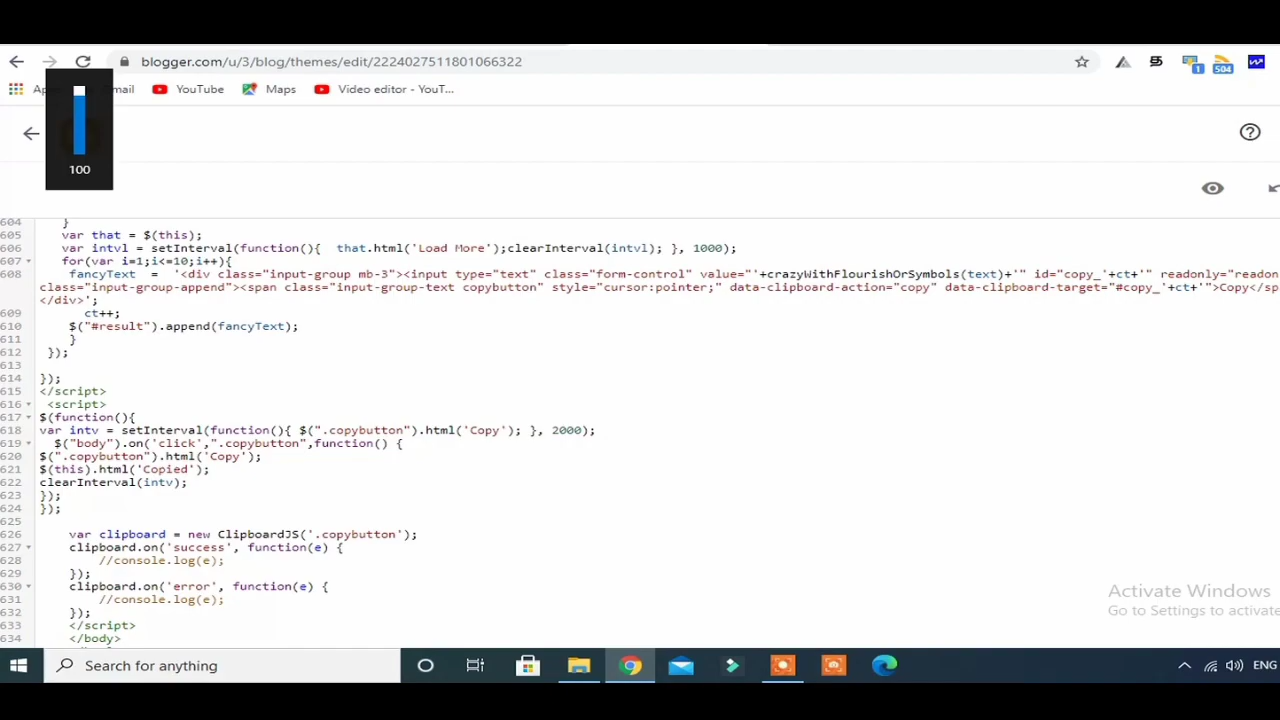 blogger.com/u/3/blog/themes/edit/2224027511801066322
1
504
Ap
mail
YouTube
Maps
Video editor - YouT...
100
604 }
605 var that = $(this);
606 var intvl = setInterval(function(){ that.html('Load More');clearInterval(intvl); }, 1000);
607 for(var i=1;i<=10;i++){
608 fancyText = '<div class="input-group mb-3"><input type="text" class="form-control" value="'+crazyWithFlourishOrSymbols(text)+'" id="copy_'+ct+'" readonly="readon
class="input-group-append"><span class="input-group-text copybutton" style="cursor:pointer;" data-clipboard-action="copy" data-clipboard-target="#copy_'+ct+'">Copy</sp
</div>';
609 ct++;
610 $("#result").append(fancyText);
611 }
612 });
613
614 });
615 </script>
616 <script>
617 $(function(){
618 var intv = setInterval(function(){ $(".copybutton").html('Copy'); }, 2000);
619 $("body").on('click',".copybutton",function() {
620 $(".copybutton").html('Copy');
621 $(this).html('Copied');
622 clearInterval(intv);
623 });
624 });
625
626 var clipboard = new ClipboardJS('.copybutton');
627 clipboard.on('success', function(e) {
628 //console.log(e);
629 });
630 clipboard.on('error', function(e) {
631 //console.log(e);
632 });
633 </script>
634 </body>
Activate Windows
Go to Settings to activate
Search for anything
ENG